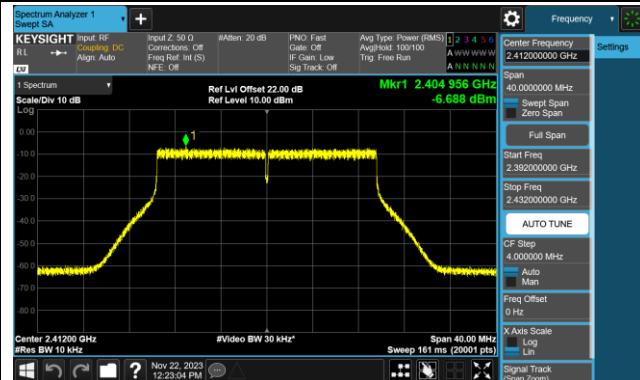 Spectrum Analyzer 1
Swept SA
Frequency
KEYSIGHT
RL
Input: RF
Coupling: DC
Align: Auto
Input Z: 50 Ω
Corrections: Off
Freq Ref: Int (S)
NFE: Off
#Atten: 20 dB
PNO: Fast
Gate: Off
IF Gain: Low
Sig Track: Off
Avg Type: Power (RMS)
Avg|Hold: 100/100
Trig: Free Run
1 2 3 4 5 6
A W W W W W
A N N N N N
LXI
1 Spectrum
Scale/Div 10 dB
Log
Ref Lvl Offset 22.00 dB
Ref Level 10.00 dBm
Mkr1 2.404 956 GHz
-6.688 dBm
1
0.00
-10.0
-20.0
-30.0
-40.0
-50.0
-60.0
-70.0
-80.0
Center 2.41200 GHz
#Res BW 10 kHz
#Video BW 30 kHz*
Span 40.00 MHz
Sweep 161 ms (20001 pts)
Nov 22, 2023
12:23:04 PM
Center Frequency
2.412000000 GHz
Settings
Span
40.0000000 MHz
Swept Span
Zero Span
Full Span
Start Freq
2.392000000 GHz
Stop Freq
2.432000000 GHz
AUTO TUNE
CF Step
4.000000 MHz
Auto
Man
Freq Offset
0 Hz
X Axis Scale
Log
Lin
Signal Track
(Span Zoom)